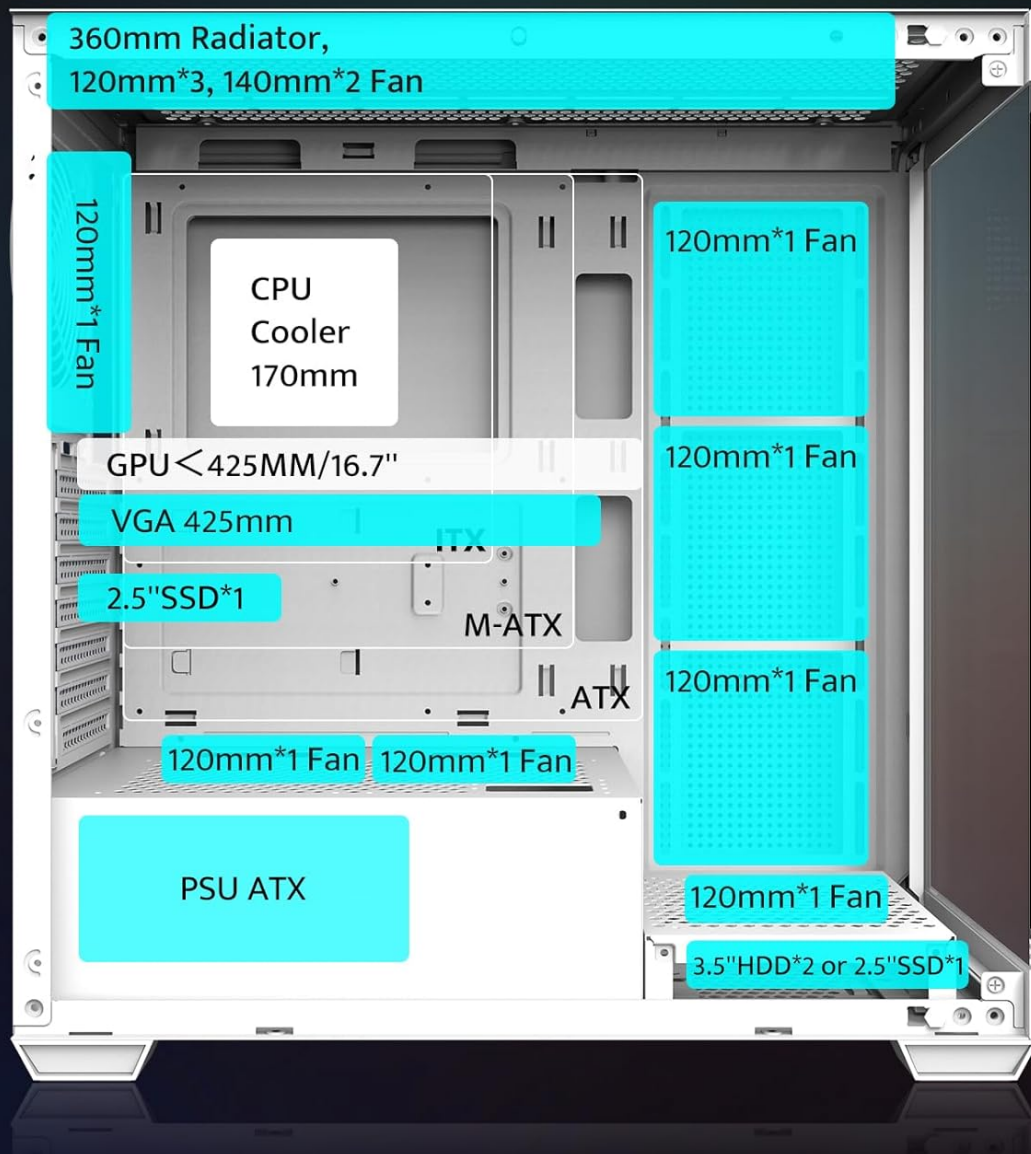 360mm Radiator,
120mm*3, 140mm*2 Fan
120mm*1 Fan
CPU
Cooler
170mm
120mm*1 Fan
GPU<425MM/16.7''
120mm*1 Fan
VGA 425mm
ITX
2.5''SSD*1
M-ATX
120mm*1 Fan
ATX
120mm*1 Fan
120mm*1 Fan
PSU ATX
120mm*1 Fan
3.5''HDD*2 or 2.5''SSD*1